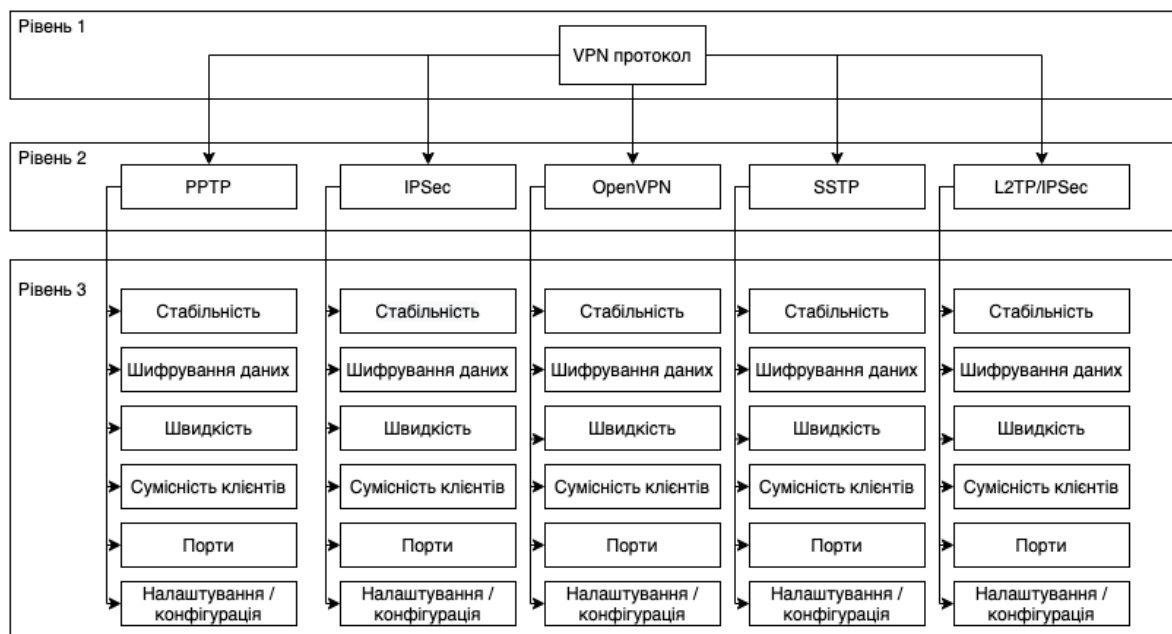 Рівень 1
VPN протокол
Рівень 2
PPTP
IPSec
OpenVPN
SSTP
L2TP/IPSec
Рівень 3
Стабільність
Стабільність
Стабільність
Стабільність
Стабільність
Шифрування даних
Шифрування даних
Шифрування даних
Шифрування даних
Шифрування даних
Швидкість
Швидкість
Швидкість
Швидкість
Швидкість
Сумісність клієнтів
Сумісність клієнтів
Сумісність клієнтів
Сумісність клієнтів
Сумісність клієнтів
Порти
Порти
Порти
Порти
Порти
Налаштування /
конфігурація
Налаштування /
конфігурація
Налаштування /
конфігурація
Налаштування /
конфігурація
Налаштування /
конфігурація